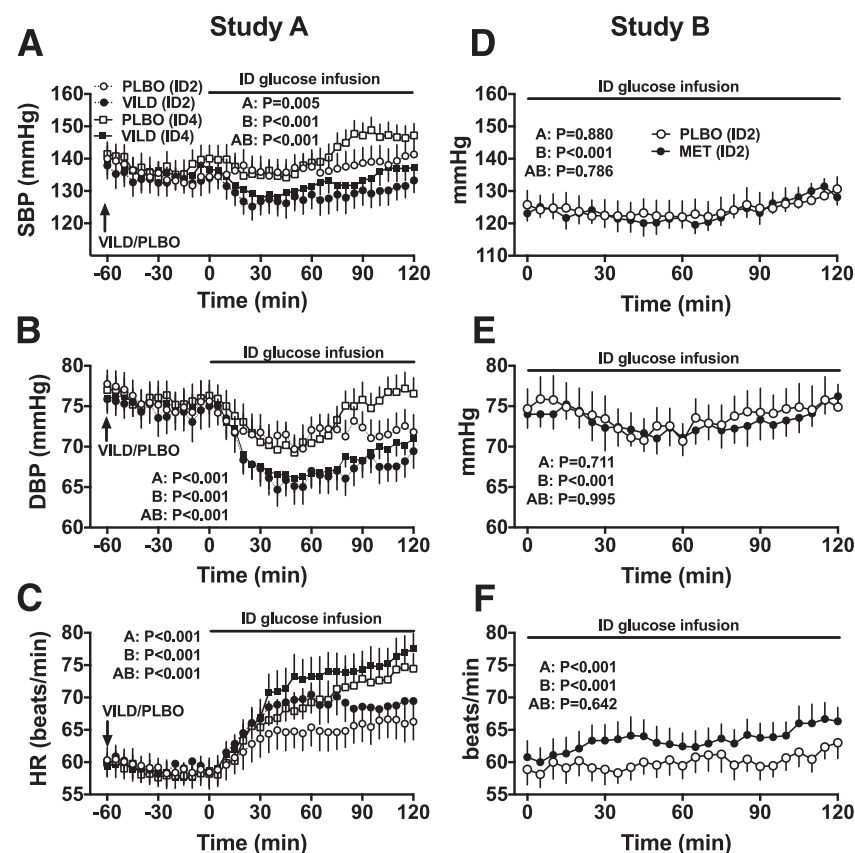 Study A
A
ID glucose infusion
PLBO (ID2)
VILD (ID2)
PLBO (ID4)
VILD (ID4)
A: P=0.005
B: P<0.001
AB: P<0.001
SBP (mmHg)
160
150
140
130
120
VILD/PLBO
-60 -30 0 30 60 90 120
Time (min)
B
ID glucose infusion
DBP (mmHg)
80
75
70
65
60
VILD/PLBO
A: P<0.001
B: P<0.001
AB: P<0.001
-60 -30 0 30 60 90 120
Time (min)
C
ID glucose infusion
A: P<0.001
B: P<0.001
AB: P<0.001
HR (beats/min)
80
75
70
65
60
55
VILD/PLBO
-60 -30 0 30 60 90 120
Time (min)
Study B
D
ID glucose infusion
A: P=0.880
B: P<0.001
AB: P=0.786
PLBO (ID2)
MET (ID2)
mmHg
160
150
140
130
120
110
0 30 60 90 120
Time (min)
E
ID glucose infusion
mmHg
80
75
70
65
60
A: P=0.711
B: P<0.001
AB: P=0.995
0 30 60 90 120
Time (min)
F
ID glucose infusion
A: P<0.001
B: P<0.001
AB: P=0.642
beats/min
80
75
70
65
60
55
0 30 60 90 120
Time (min)